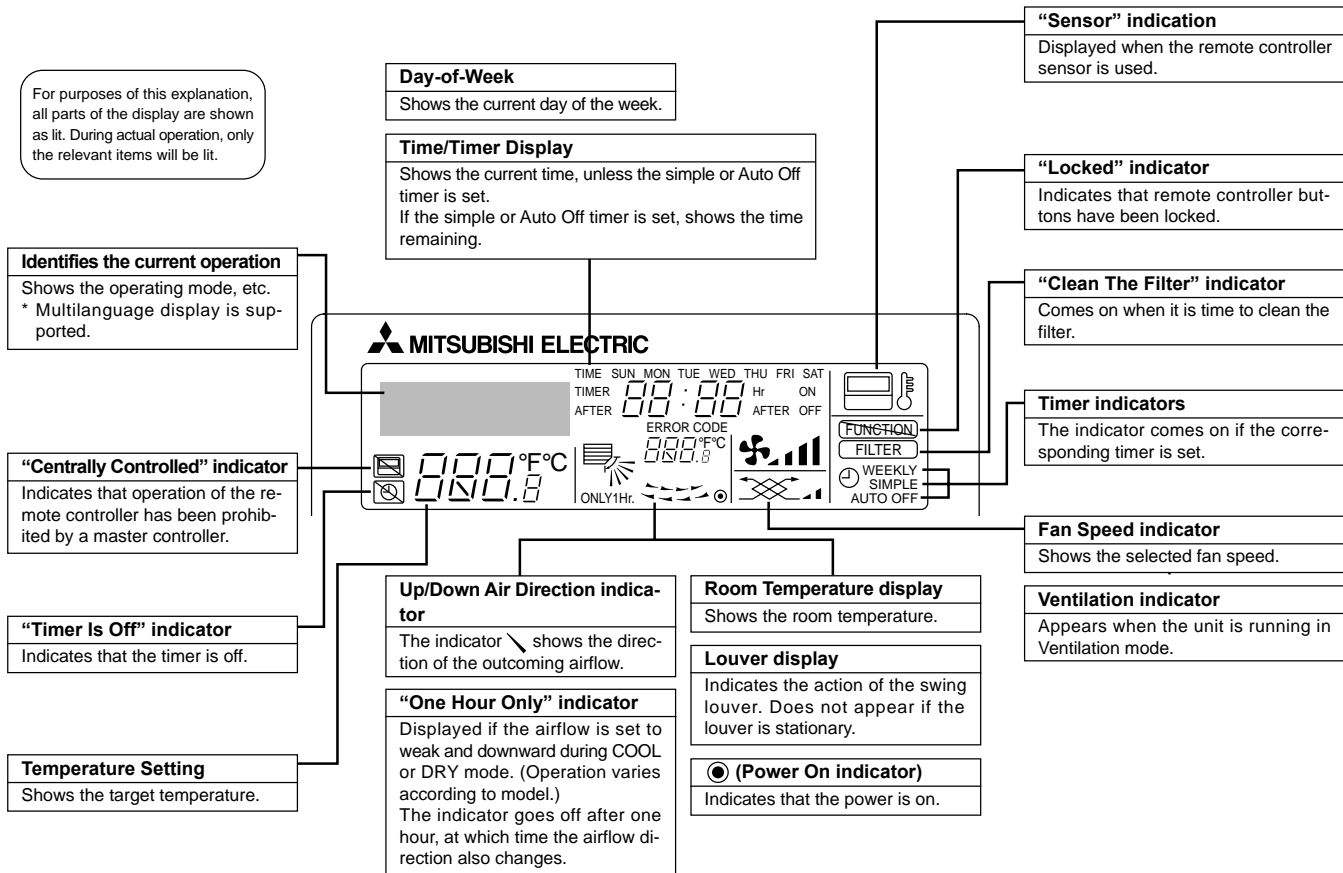 For purposes of this explanation,
all parts of the display are shown
as lit. During actual operation, only
the relevant items will be lit.
Identifies the current operation
Shows the operating mode, etc.
* Multilanguage display is sup-
ported.
“Centrally Controlled” indicator
Indicates that operation of the re-
mote controller has been prohib-
ited by a master controller.
“Timer Is Off” indicator
Indicates that the timer is off.
Temperature Setting
Shows the target temperature.
Day-of-Week
Shows the current day of the week.
Time/Timer Display
Shows the current time, unless the simple or Auto Off
timer is set.
If the simple or Auto Off timer is set, shows the time
remaining.
MITSUBISHI ELECTRIC
TIME SUN MON TUE WED THU FRI SAT
TIMER 88:88 Hr ON
AFTER AFTER OFF
ERROR CODE
888.8 °F°C
888.8 °F°C
ONLY1Hr.
FUNCTION
FILTER
WEEKLY
SIMPLE
AUTO OFF
Up/Down Air Direction indica-
tor
The indicator shows the direc-
tion of the outcoming airflow.
“One Hour Only” indicator
Displayed if the airflow is set to
weak and downward during COOL
or DRY mode. (Operation varies
according to model.)
The indicator goes off after one
hour, at which time the airflow di-
rection also changes.
Room Temperature display
Shows the room temperature.
Louver display
Indicates the action of the swing
louver. Does not appear if the
louver is stationary.
(Power On indicator)
Indicates that the power is on.
“Sensor” indication
Displayed when the remote controller
sensor is used.
“Locked” indicator
Indicates that remote controller but-
tons have been locked.
“Clean The Filter” indicator
Comes on when it is time to clean the
filter.
Timer indicators
The indicator comes on if the corre-
sponding timer is set.
Fan Speed indicator
Shows the selected fan speed.
Ventilation indicator
Appears when the unit is running in
Ventilation mode.